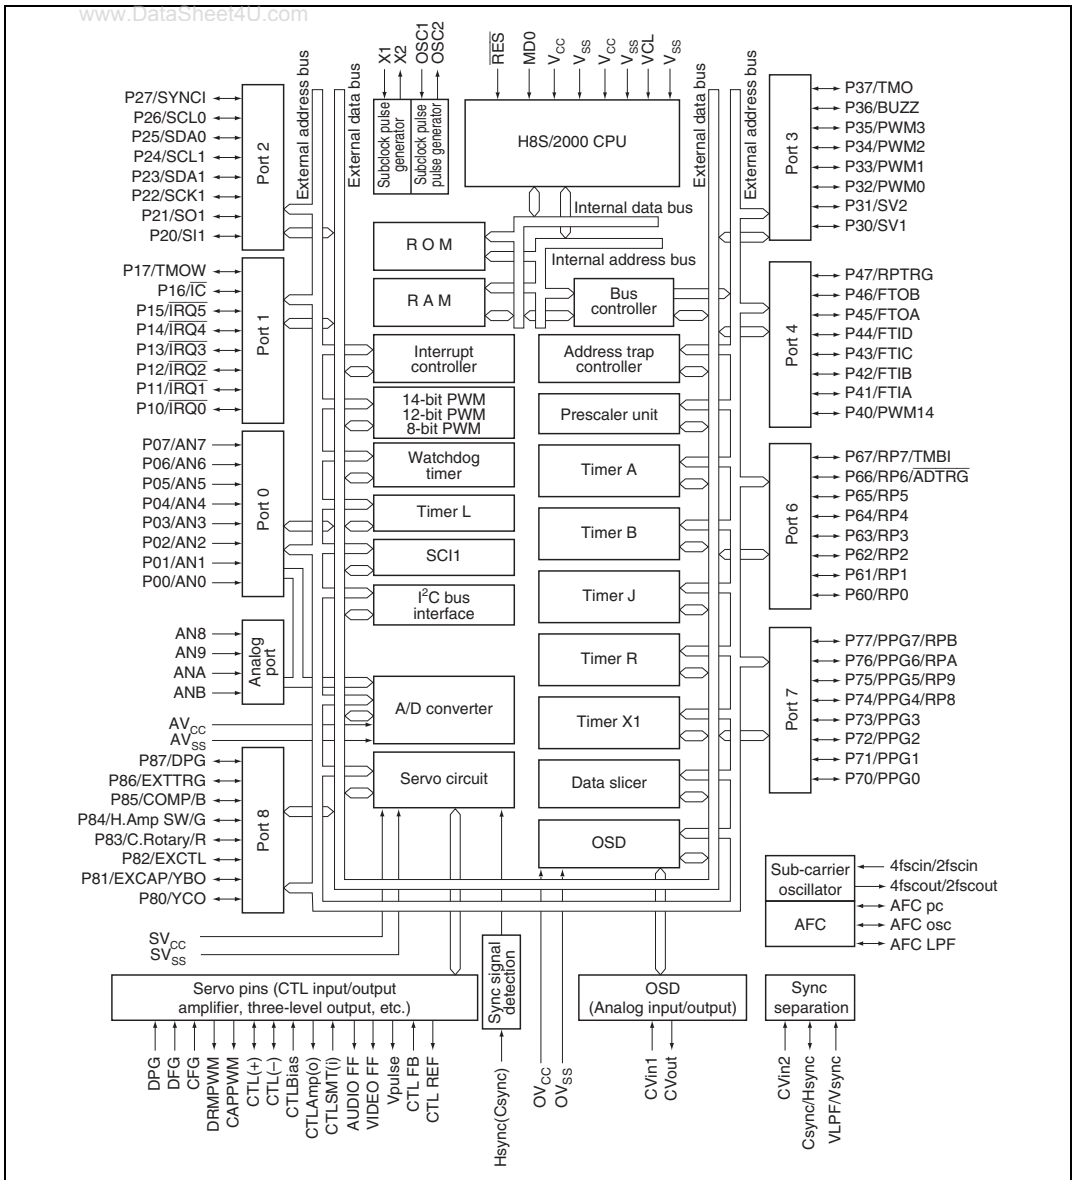 www.DataSheet4U.com
X1
X2
OSC1
OSC2
RES
MD0
VCC
VSS
VCC
VSS
VCL
VSS
External address bus
External data bus
Subclock pulse
generator
Subclock pulse
pulse generator
H8S/2000 CPU
External data bus
External address bus
P27/SYNCI
P26/SCL0
P25/SDA0
P24/SCL1
P23/SDA1
P22/SCK1
P21/SO1
P20/SI1
Port 2
P17/TMOW
P16/IC
P15/IRQ5
P14/IRQ4
P13/IRQ3
P12/IRQ2
P11/IRQ1
P10/IRQ0
Port 1
P07/AN7
P06/AN6
P05/AN5
P04/AN4
P03/AN3
P02/AN2
P01/AN1
P00/AN0
Port 0
AN8
AN9
ANA
ANB
Analog
port
AVCC
AVSS
P87/DPG
P86/EXTTRG
P85/COMP/B
P84/H.Amp SW/G
P83/C.Rotary/R
P82/EXCTL
P81/EXCAP/YBO
P80/YCO
Port 8
SVCC
SVSS
Internal data bus
Internal address bus
R O M
R A M
Bus
controller
Interrupt
controller
Address trap
controller
14-bit PWM
12-bit PWM
8-bit PWM
Prescaler unit
Watchdog
timer
Timer A
Timer L
Timer B
SCI1
I2C bus
interface
Timer J
Timer R
A/D converter
Timer X1
Servo circuit
Data slicer
OSD
Port 3
P37/TMO
P36/BUZZ
P35/PWM3
P34/PWM2
P33/PWM1
P32/PWM0
P31/SV2
P30/SV1
Port 4
P47/RPTRG
P46/FTOB
P45/FTOA
P44/FTID
P43/FTIC
P42/FTIB
P41/FTIA
P40/PWM14
Port 6
P67/RP7/TMBI
P66/RP6/ADTRG
P65/RP5
P64/RP4
P63/RP3
P62/RP2
P61/RP1
P60/RP0
Port 7
P77/PPG7/RPB
P76/PPG6/RPA
P75/PPG5/RP9
P74/PPG4/RP8
P73/PPG3
P72/PPG2
P71/PPG1
P70/PPG0
Sub-carrier
oscillator
4fscin/2fscin
4fscout/2fscout
AFC
AFC pc
AFC osc
AFC LPF
Servo pins (CTL input/output
amplifier, three-level output, etc.)
Sync signal
detection
OSD
(Analog input/output)
Sync
separation
DPG
DFG
CFG
DRMPWM
CAPPWM
CTL(+)
CTL(–)
CTLBias
CTLAmp(o)
CTLSMT(i)
AUDIO FF
VIDEO FF
Vpulse
CTL FB
CTL REF
Hsync(Csync)
OVCC
OVSS
CVin1
CVout
CVin2
Csync/Hsync
VLPF/Vsync